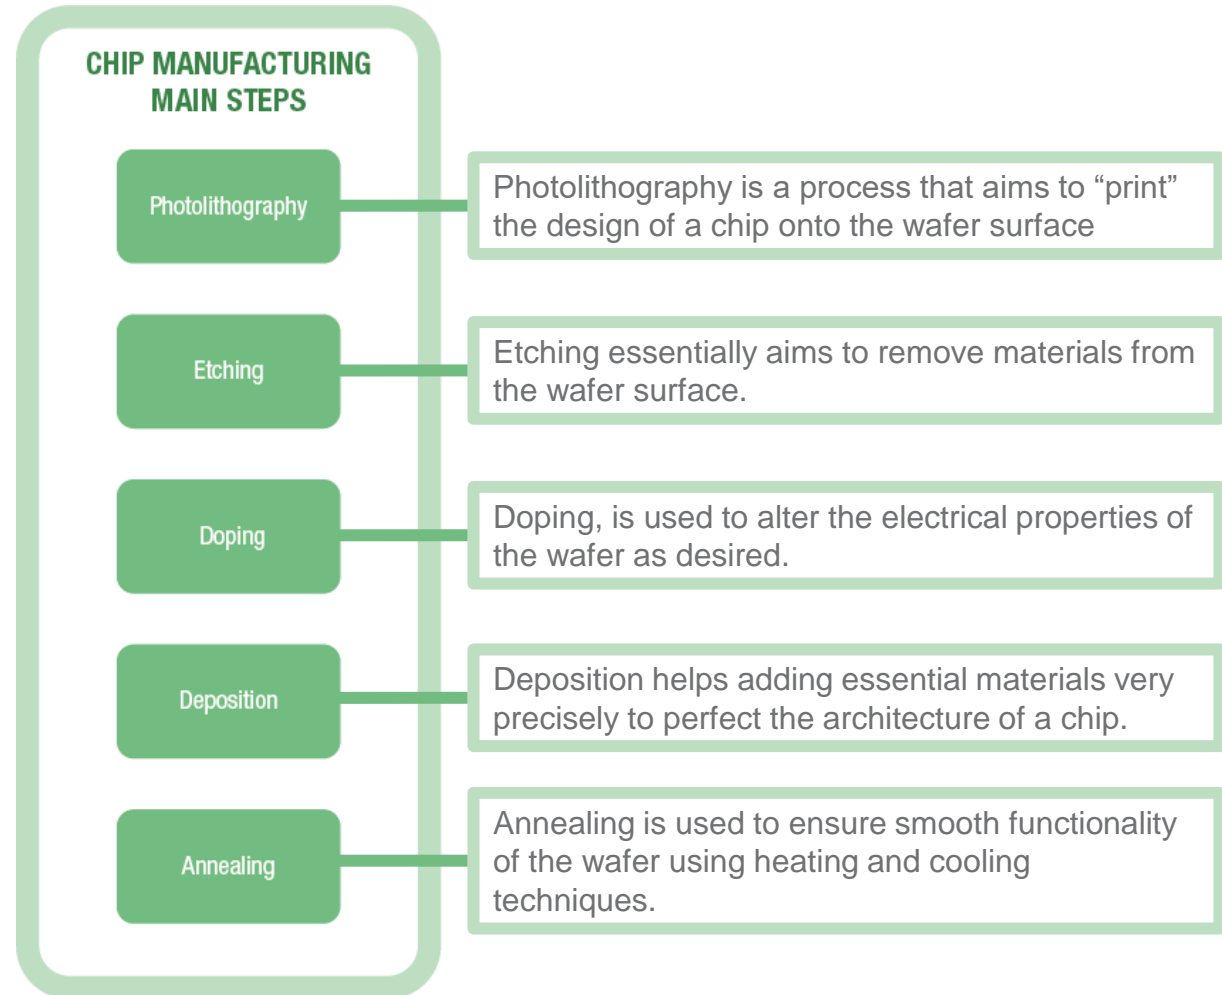 CHIP MANUFACTURING
MAIN STEPS
Photolithography
Photolithography is a process that aims to “print”
the design of a chip onto the wafer surface
Etching
Etching essentially aims to remove materials from
the wafer surface.
Doping
Doping, is used to alter the electrical properties of
the wafer as desired.
Deposition
Deposition helps adding essential materials very
precisely to perfect the architecture of a chip.
Annealing
Annealing is used to ensure smooth functionality
of the wafer using heating and cooling
techniques.